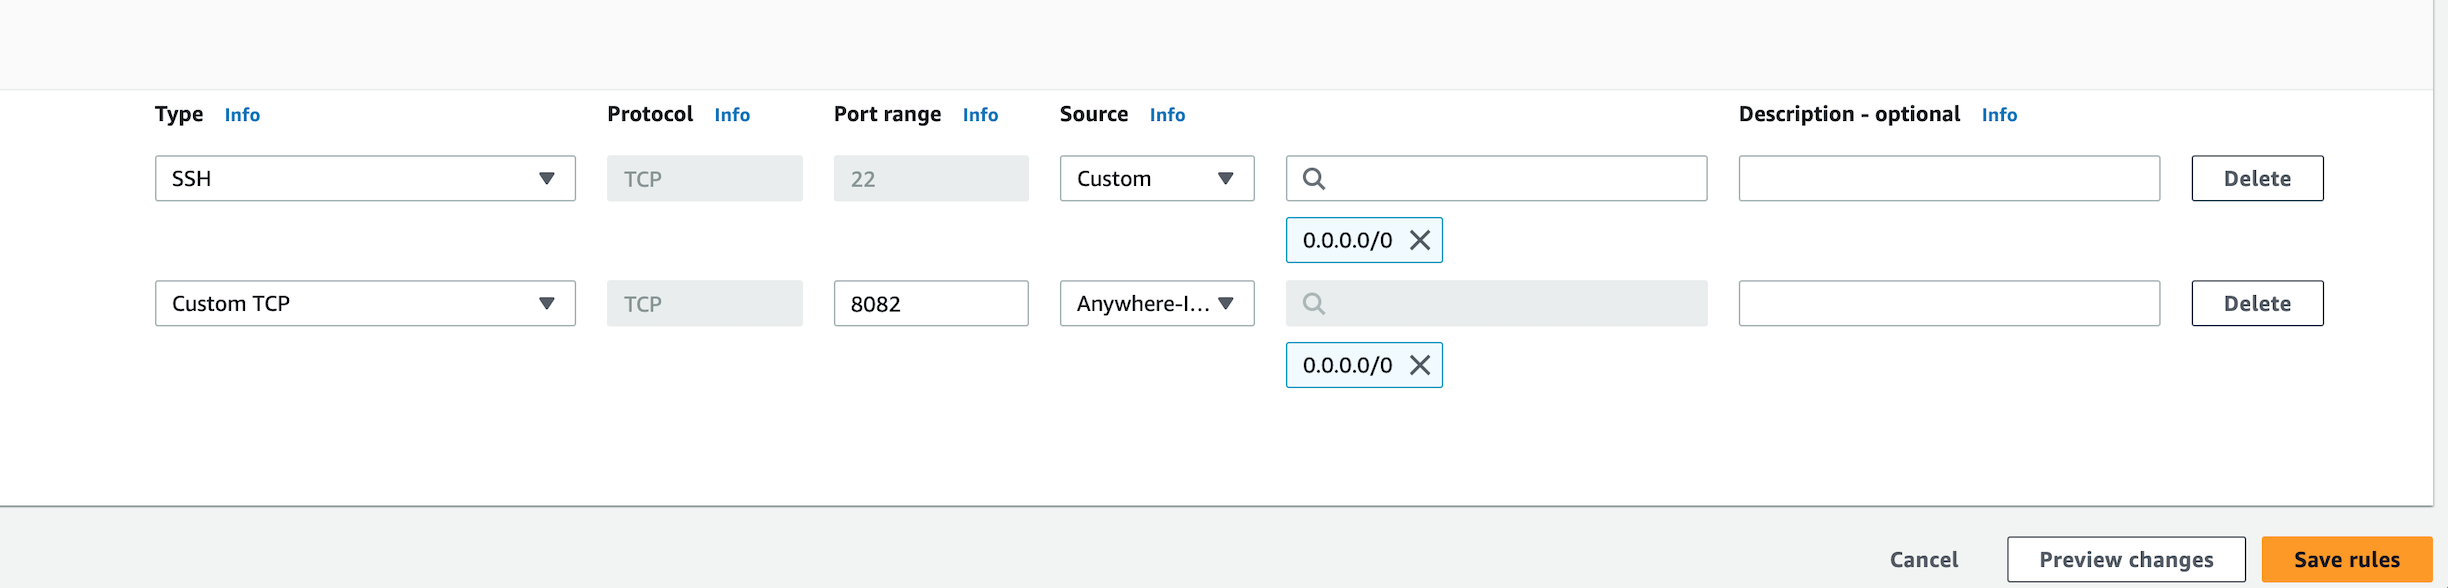 Type Info Protocol Info Port range Info Source Info Description - optional Info
SSH TCP 22 Custom Delete
0.0.0.0/0
Custom TCP TCP 8082 Anywhere-I... Delete
0.0.0.0/0
Cancel Preview changes Save rules